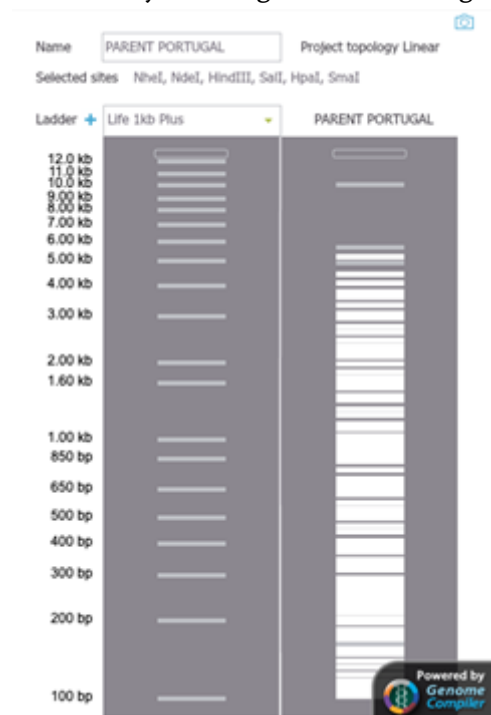 Name PARENT PORTUGAL Project topology Linear
Selected sites NheI, NdeI, HindIII, SalI, HpaI, SmaI
Ladder + Life 1kb Plus PARENT PORTUGAL
12.0 kb
11.0 kb
10.0 kb
9.00 kb
8.00 kb
7.00 kb
6.00 kb
5.00 kb
4.00 kb
3.00 kb
2.00 kb
1.60 kb
1.00 kb
850 bp
650 bp
500 bp
400 bp
300 bp
200 bp
100 bp
Powered by
Genome
Compiler